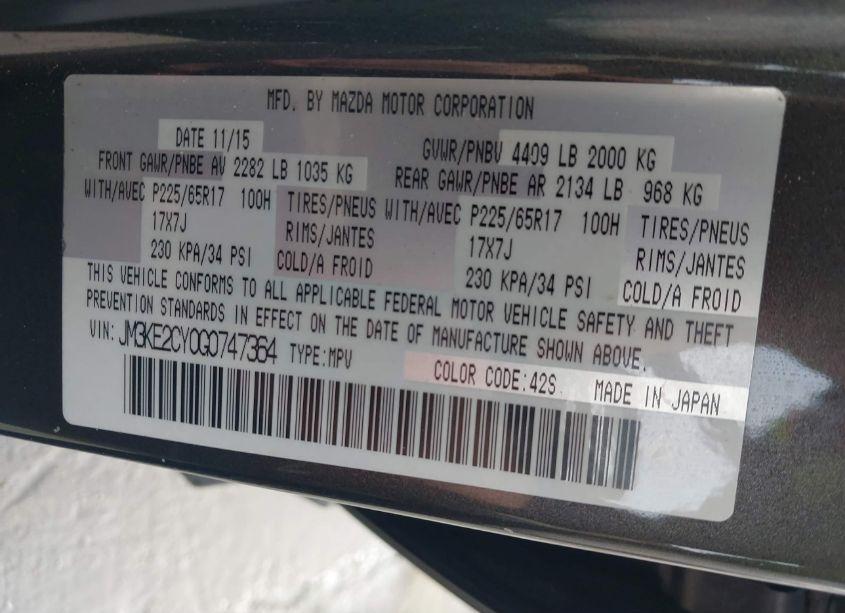 MFD. BY MAZDA MOTOR CORPORATION
DATE 11/15 GVWR/PNBV 4409 LB 2000 KG
FRONT GAWR/PNBE AV 2282 LB 1035 KG REAR GAWR/PNBE AR 2134 LB 968 KG
WITH/AVEC P225/65R17 100H TIRES/PNEUS WITH/AVEC P225/65R17 100H TIRES/PNEUS
17X7J RIMS/JANTES 17X7J RIMS/JANTES
230 KPA/34 PSI COLD/A FROID 230 KPA/34 PSI COLD/A FROID
THIS VEHICLE CONFORMS TO ALL APPLICABLE FEDERAL MOTOR VEHICLE SAFETY AND THEFT
PREVENTION STANDARDS IN EFFECT ON THE DATE OF MANUFACTURE SHOWN ABOVE.
VIN: JM3KE2CY0G0747364 TYPE:MPV COLOR CODE:42S MADE IN JAPAN